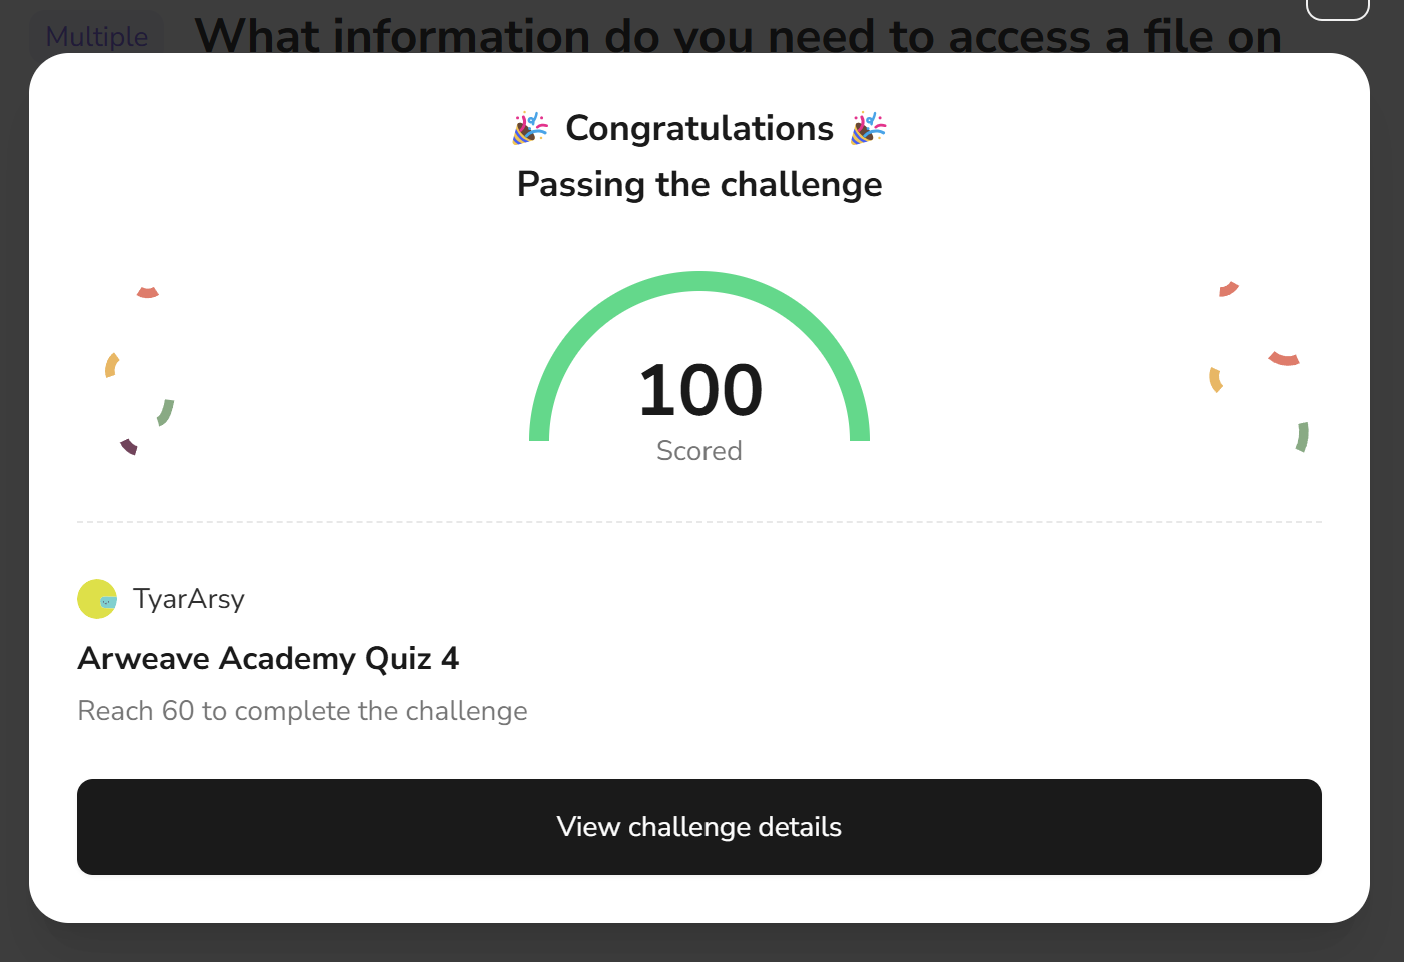 Multiple
What information do you need to access a file on
🎉 Congratulations 🎉
Passing the challenge
100
Scored
TyarArsy
Arweave Academy Quiz 4
Reach 60 to complete the challenge
View challenge details